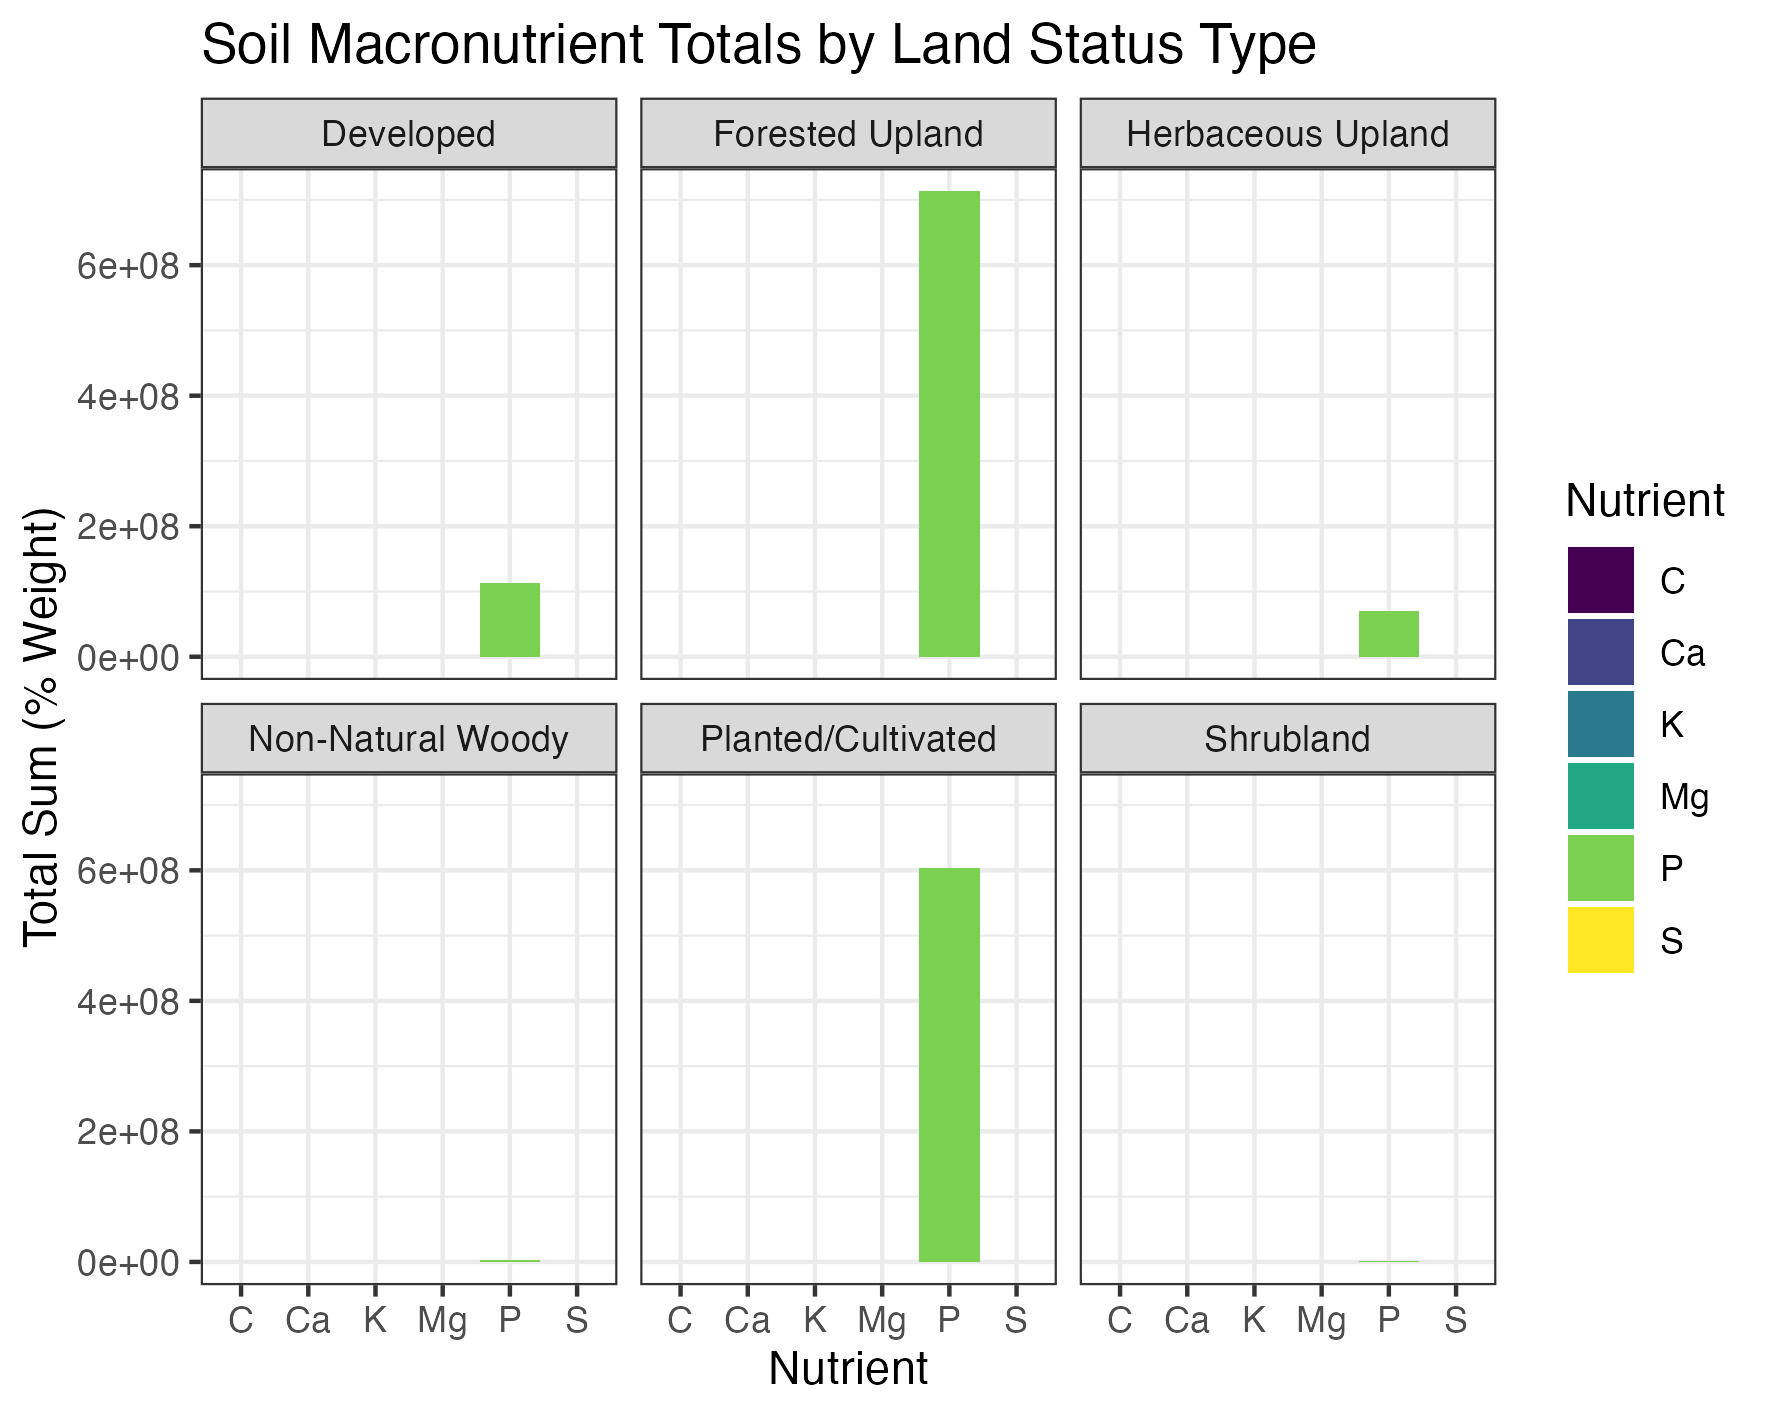 Soil Macronutrient Totals by Land Status Type
Developed
Forested Upland
Herbaceous Upland
6e+08
4e+08
2e+08
0e+00
Non-Natural Woody
Planted/Cultivated
Shrubland
6e+08
4e+08
2e+08
0e+00
C Ca K Mg P S
C Ca K Mg P S
C Ca K Mg P S
Nutrient
Total Sum (% Weight)
Nutrient
C
Ca
K
Mg
P
S